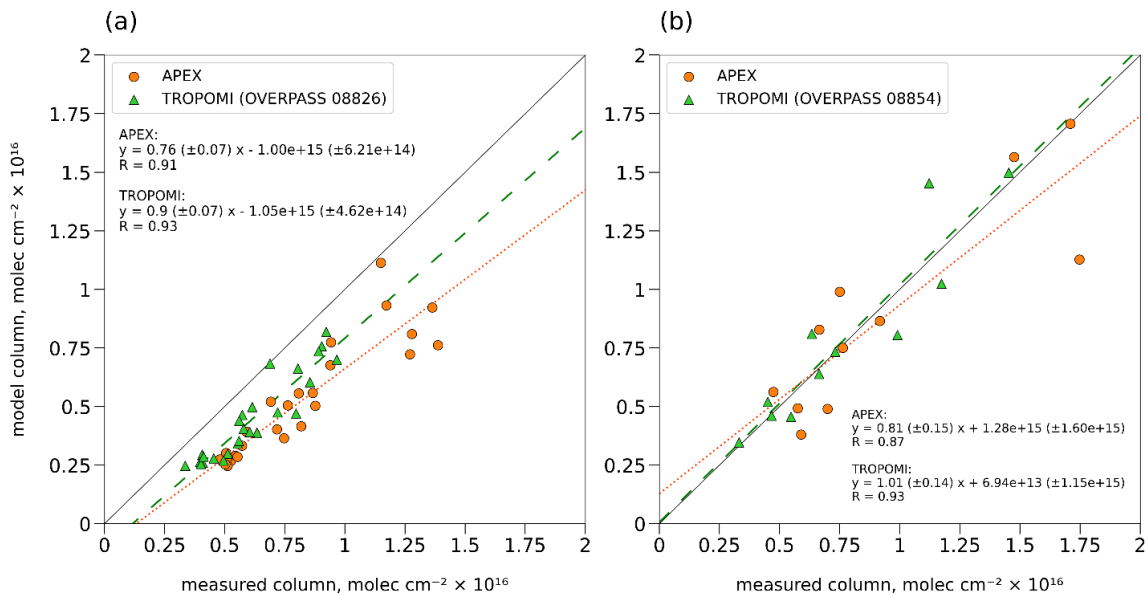 (a)
2
1.75
1.5
1.25
1
0.75
0.5
0.25
0
0
0.25
0.5
0.75
1
1.25
1.5
1.75
2
model column, molec cm⁻² × 10¹⁶
measured column, molec cm⁻² × 10¹⁶
APEX
TROPOMI (OVERPASS 08826)
APEX:
y = 0.76 (±0.07) x - 1.00e+15 (±6.21e+14)
R = 0.91
TROPOMI:
y = 0.9 (±0.07) x - 1.05e+15 (±4.62e+14)
R = 0.93
(b)
2
1.75
1.5
1.25
1
0.75
0.5
0.25
0
0
0.25
0.5
0.75
1
1.25
1.5
1.75
2
measured column, molec cm⁻² × 10¹⁶
APEX
TROPOMI (OVERPASS 08854)
APEX:
y = 0.81 (±0.15) x + 1.28e+15 (±1.60e+15)
R = 0.87
TROPOMI:
y = 1.01 (±0.14) x + 6.94e+13 (±1.15e+15)
R = 0.93